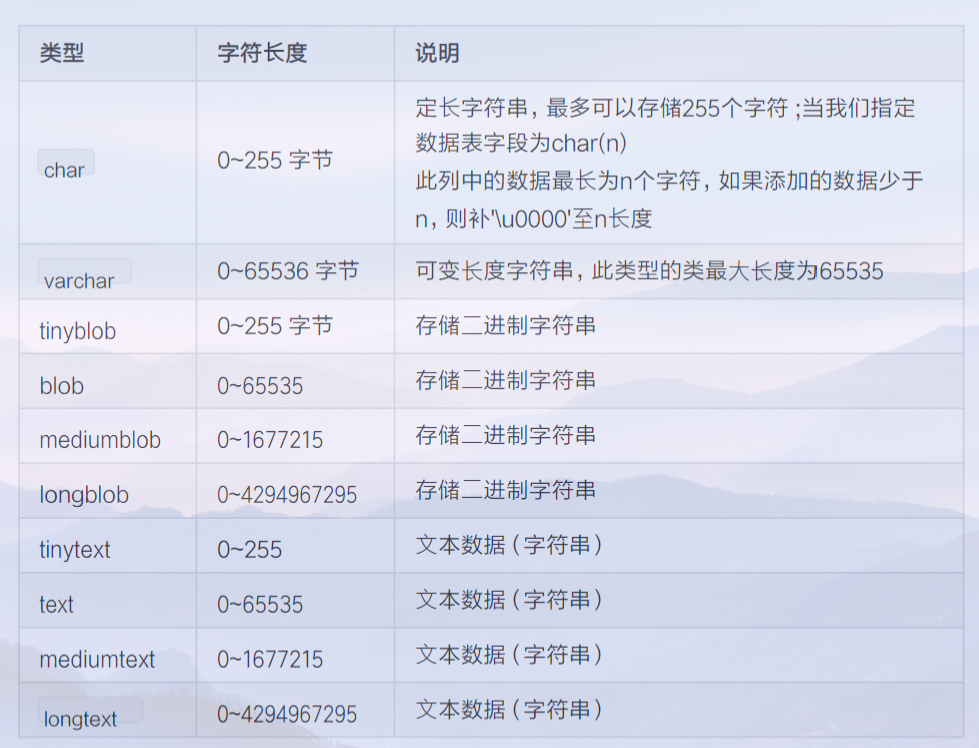 类型 字符长度 说明
定长字符串，最多可以存储255个字符 ;当我们指定
数据表字段为char(n)
char 0~255 字节
此列中的数据最长为n个字符，如果添加的数据少于
n，则补'\u0000'至n长度
varchar 0~65536 字节 可变长度字符串，此类型的类最大长度为65535
tinyblob 0~255 字节 存储二进制字符串
blob 0~65535 存储二进制字符串
mediumblob 0~1677215 存储二进制字符串
longblob 0~4294967295 存储二进制字符串
tinytext 0~255 文本数据（字符串）
text 0~65535 文本数据（字符串）
mediumtext 0~1677215 文本数据（字符串）
longtext 0~4294967295 文本数据（字符串）